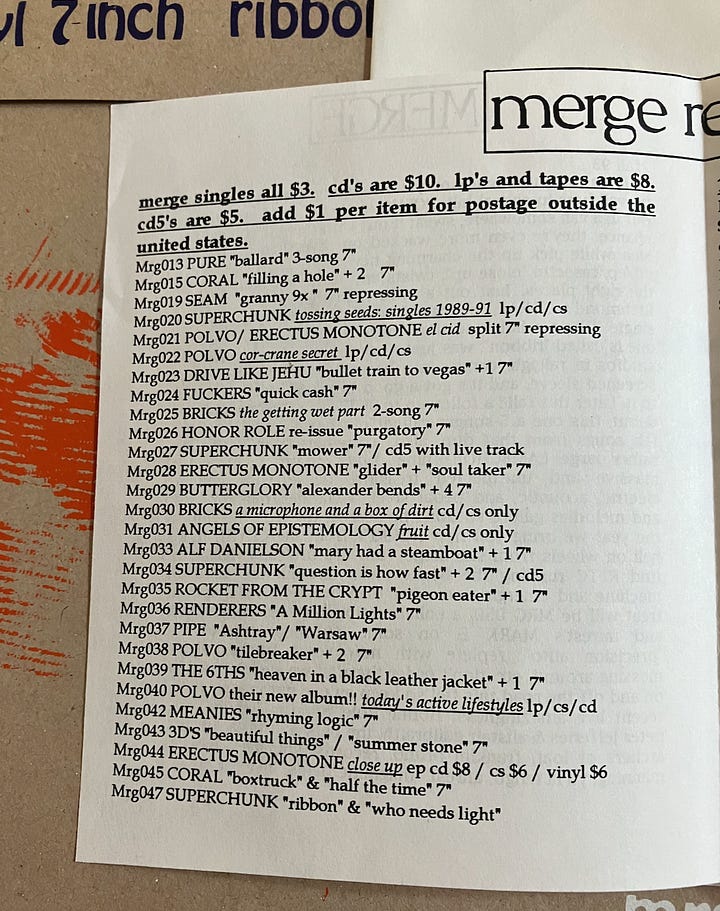 7-inch ribbo
merge re
MERGE
merge singles all $3. cd's are $10. lp's and tapes are $8.
cd5's are $5. add $1 per item for postage outside the
united states.
Mrg013 PURE "ballard" 3-song 7"
Mrg015 CORAL "filling a hole" + 2 7"
Mrg019 SEAM "granny 9x " 7" repressing
Mrg020 SUPERCHUNK tossing seeds: singles 1989-91 lp/cd/cs
Mrg021 POLVO/ ERECTUS MONOTONE el cid split 7" repressing
Mrg022 POLVO cor-crane secret lp/cd/cs
Mrg023 DRIVE LIKE JEHU "bullet train to vegas" +1 7"
Mrg024 FUCKERS "quick cash" 7"
Mrg025 BRICKS the getting wet part 2-song 7"
Mrg026 HONOR ROLE re-issue "purgatory" 7"
Mrg027 SUPERCHUNK "mower" 7"/ cd5 with live track
Mrg028 ERECTUS MONOTONE "glider" + "soul taker" 7"
Mrg029 BUTTERGLORY "alexander bends" + 4 7"
Mrg030 BRICKS a microphone and a box of dirt cd/cs only
Mrg031 ANGELS OF EPISTEMOLOGY fruit cd/cs only
Mrg033 ALF DANIELSON "mary had a steamboat" + 1 7"
Mrg034 SUPERCHUNK "question is how fast" + 2 7" / cd5
Mrg035 ROCKET FROM THE CRYPT "pigeon eater" + 1 7"
Mrg036 RENDERERS "A Million Lights" 7"
Mrg037 PIPE "Ashtray"/ "Warsaw" 7"
Mrg038 POLVO "tilebreaker" + 2 7"
Mrg039 THE 6THS "heaven in a black leather jacket" + 1 7"
Mrg040 POLVO their new album!! today's active lifestyles lp/cs/cd
Mrg042 MEANIES "rhyming logic" 7"
Mrg043 3D'S "beautiful things" / "summer stone" 7"
Mrg044 ERECTUS MONOTONE close up ep cd $8 / cs $6 / vinyl $6
Mrg045 CORAL "boxtruck" & "half the time" 7"
Mrg047 SUPERCHUNK "ribbon" & "who needs light"